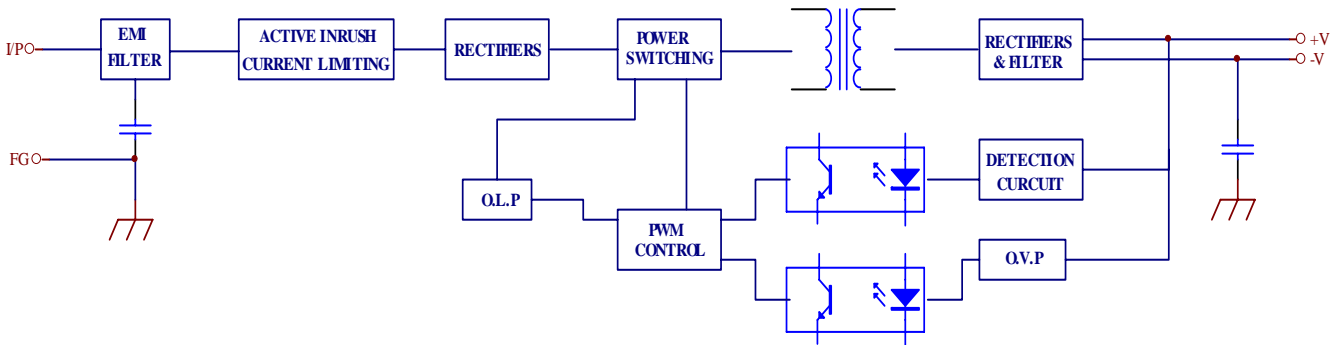 I/P
EMI
FILTER
ACTIVE INRUSH
CURRENT LIMITING
RECTIFIERS
POWER
SWITCHING
RECTIFIERS
& FILTER
+V
-V
FG
O.L.P
PWM
CONTROL
DETECTION
CURCUIT
O.V.P